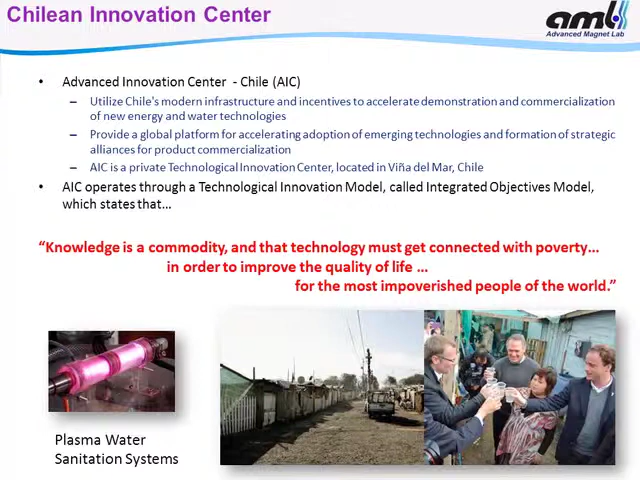 Chilean Innovation Center
aml
Advanced Magnet Lab
• Advanced Innovation Center - Chile (AIC)
– Utilize Chile's modern infrastructure and incentives to accelerate demonstration and commercialization
of new energy and water technologies
– Provide a global platform for accelerating adoption of emerging technologies and formation of strategic
alliances for product commercialization
– AIC is a private Technological Innovation Center, located in Viña del Mar, Chile
• AIC operates through a Technological Innovation Model, called Integrated Objectives Model,
which states that…
“Knowledge is a commodity, and that technology must get connected with poverty…
in order to improve the quality of life …
for the most impoverished people of the world.”
Plasma Water
Sanitation Systems